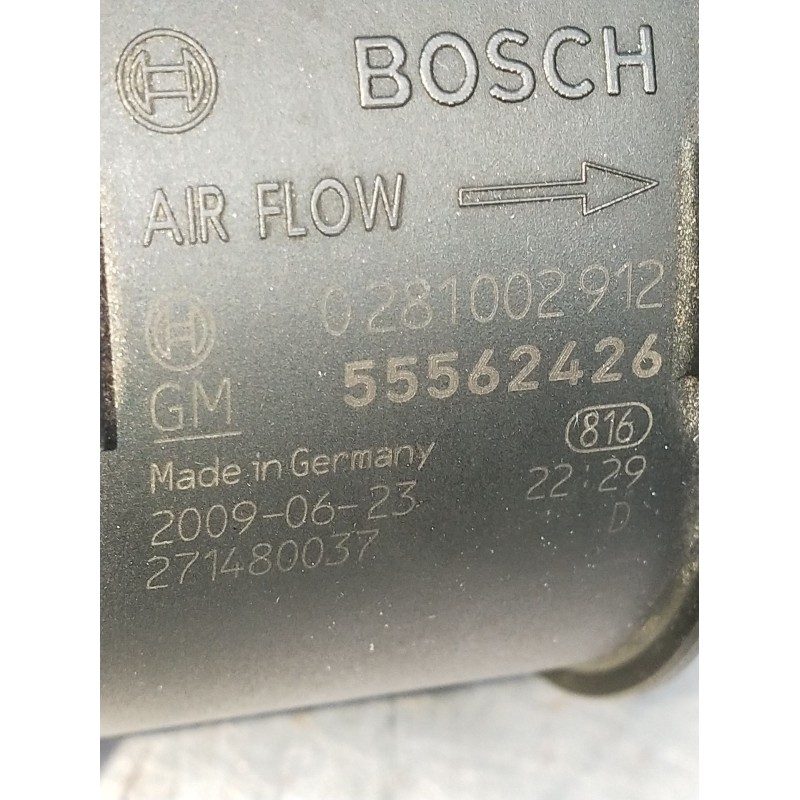 BOSCH
AIR FLOW
0281002912
GM 55562426
816
Made in Germany 22:29
2009-06-23 D
271480037